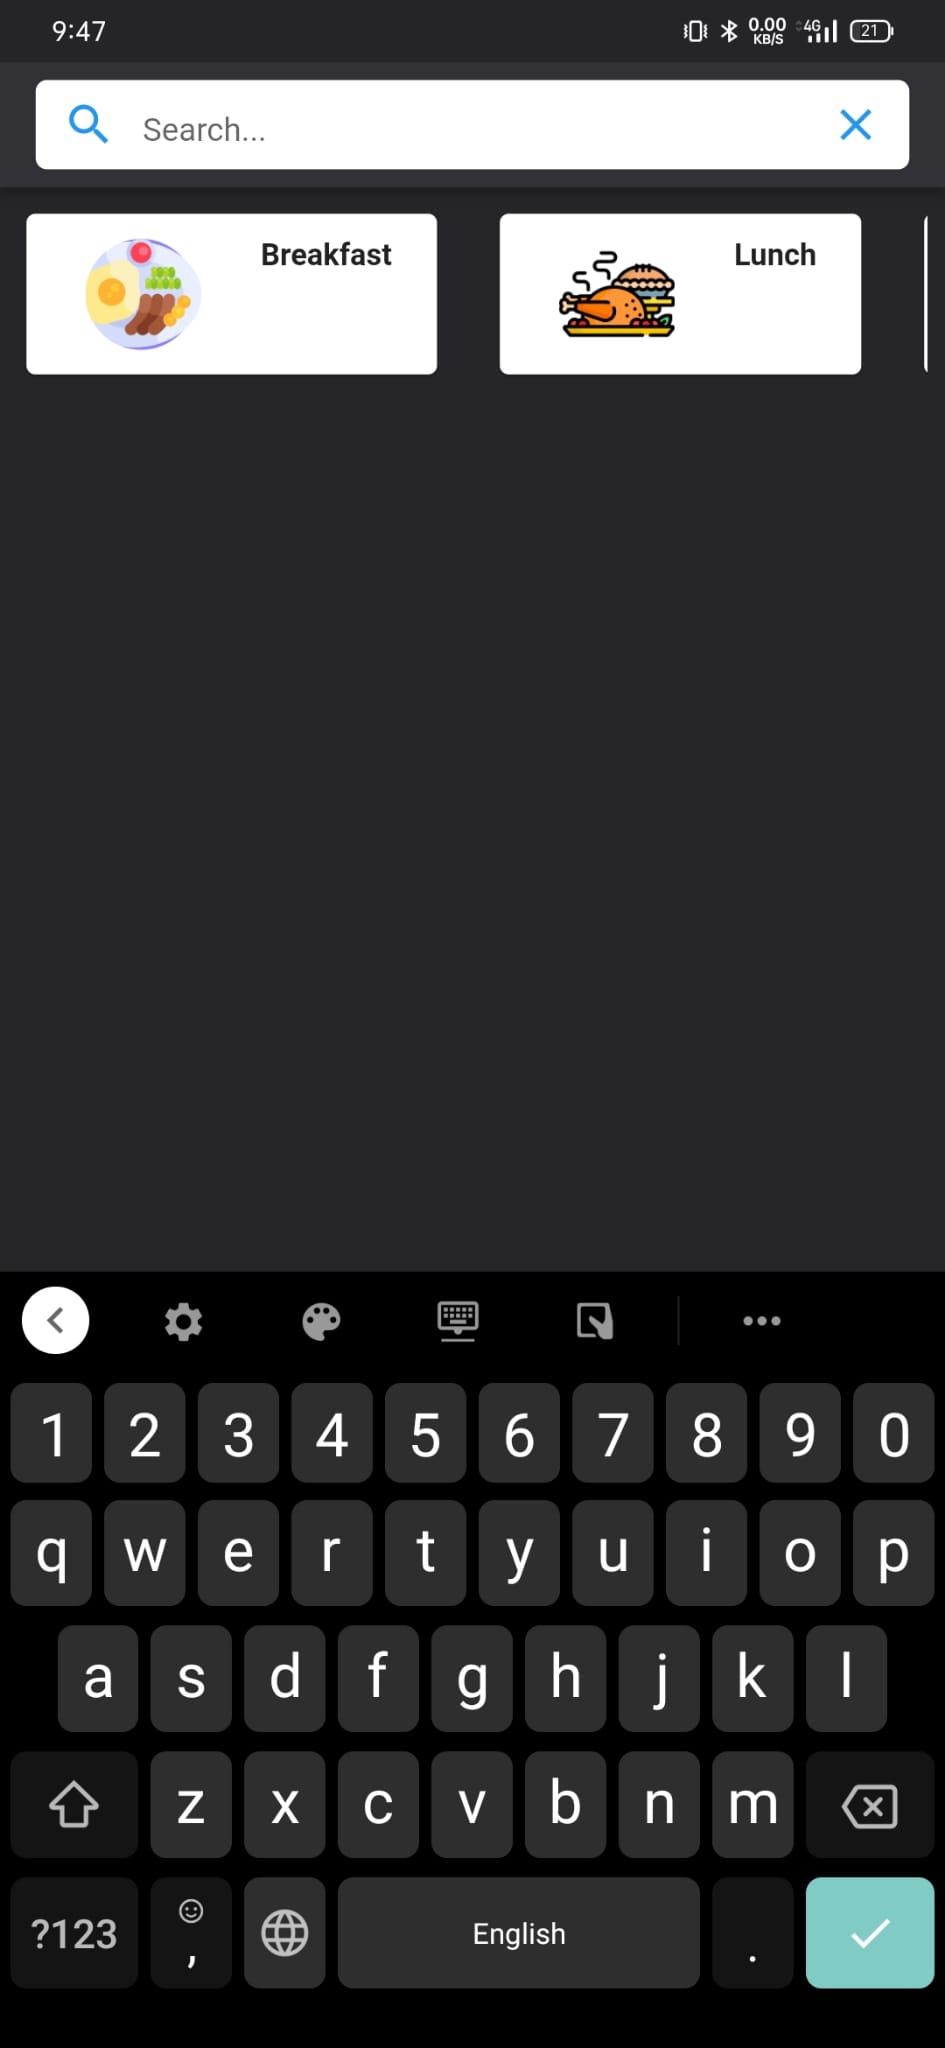 9:47
0.00
KB/S
4G
21
Search...
Breakfast
Lunch
1 2 3 4 5 6 7 8 9 0
q w e r t y u i o p
a s d f g h j k l
z x c v b n m
?123 , English .